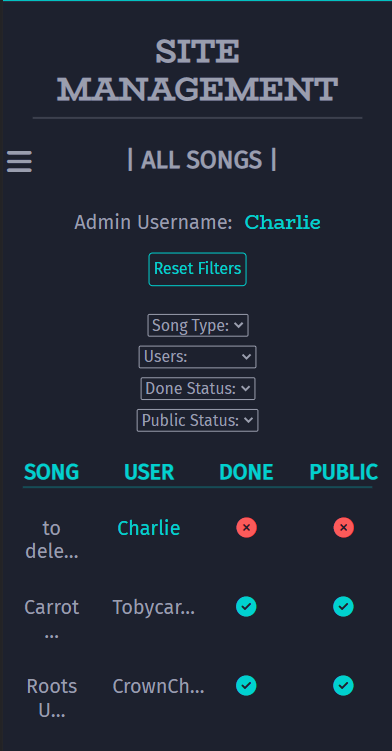 SITE
MANAGEMENT
| ALL SONGS |
Admin Username: Charlie
Reset Filters
Song Type:
Users:
Done Status:
Public Status:
SONG USER DONE PUBLIC
to Charlie
dele...
Carrot Tobycar...
...
Roots CrownCh...
U...